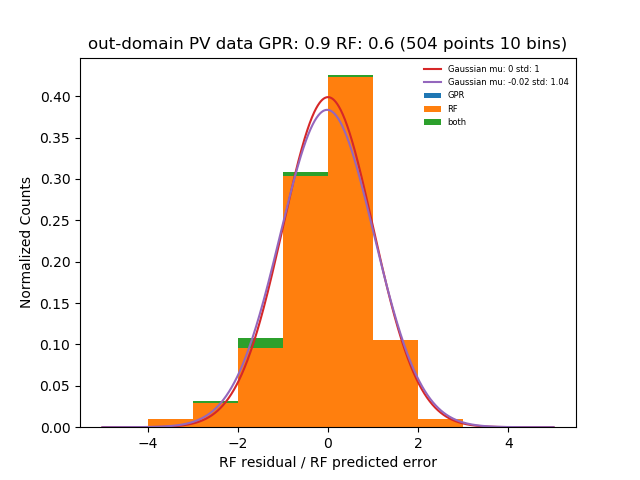 out-domain PV data GPR: 0.9 RF: 0.6 (504 points 10 bins)
Gaussian mu: 0 std: 1
Gaussian mu: -0.02 std: 1.04
GPR
RF
both
Normalized Counts
0.40
0.35
0.30
0.25
0.20
0.15
0.10
0.05
0.00
−4 −2 0 2 4
RF residual / RF predicted error